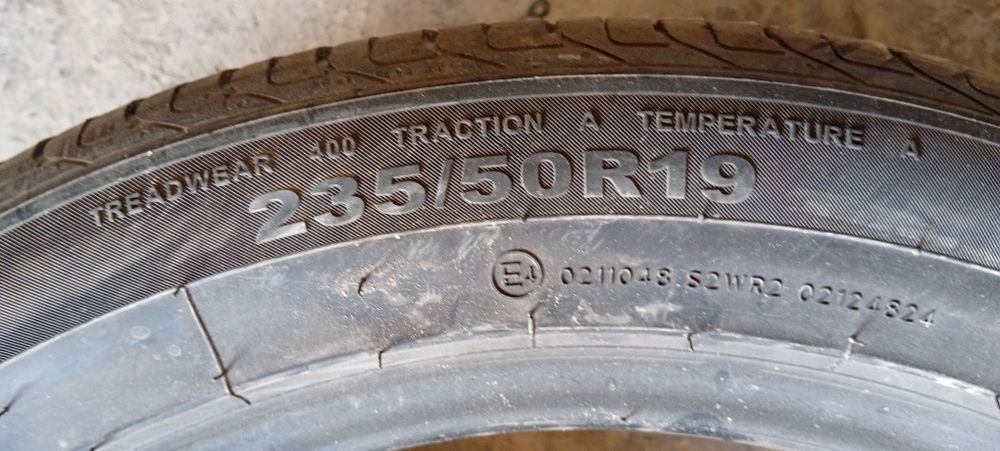 TREADWEAR 400 TRACTION A TEMPERATURE A
235/50R19
E4 0211048 S2WR2 02124824